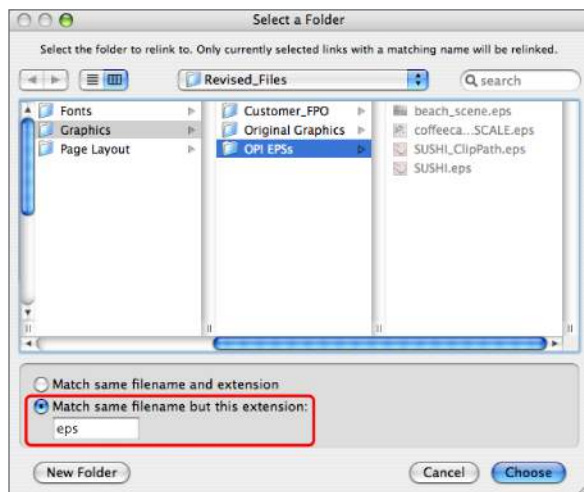 Select a Folder
Select the folder to relink to. Only currently selected links with a matching name will be relinked.
Revised_Files
search
Fonts
Graphics
Page Layout
Customer_FPO
Original Graphics
OPI EPSs
beach_scene.eps
coffeeca...SCALE.eps
SUSHI_ClipPath.eps
SUSHI.eps
Match same filename and extension
Match same filename but this extension:
eps
New Folder
Cancel
Choose